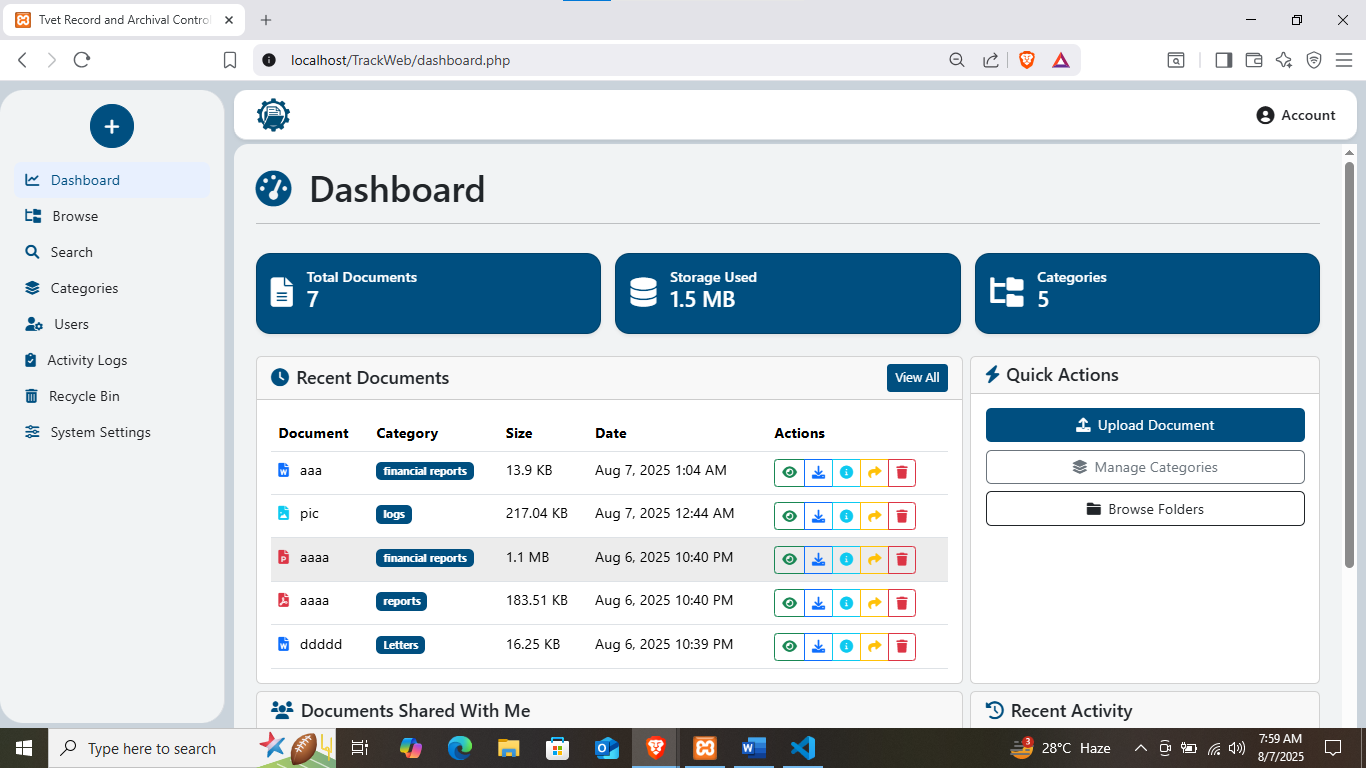 Tvet Record and Archival Contro
localhost/TrackWeb/dashboard.php
Account
Dashboard
Browse
Search
Categories
Users
Activity Logs
Recycle Bin
System Settings
Dashboard
Total Documents
7
Storage Used
1.5 MB
Categories
5
Recent Documents
View All
Document Category Size Date Actions
aaa financial reports 13.9 KB Aug 7, 2025 1:04 AM
pic logs 217.04 KB Aug 7, 2025 12:44 AM
aaaa financial reports 1.1 MB Aug 6, 2025 10:40 PM
aaaa reports 183.51 KB Aug 6, 2025 10:40 PM
ddddd Letters 16.25 KB Aug 6, 2025 10:39 PM
Quick Actions
Upload Document
Manage Categories
Browse Folders
Documents Shared With Me
Recent Activity
Type here to search
3
28°C Haze
7:59 AM
8/7/2025